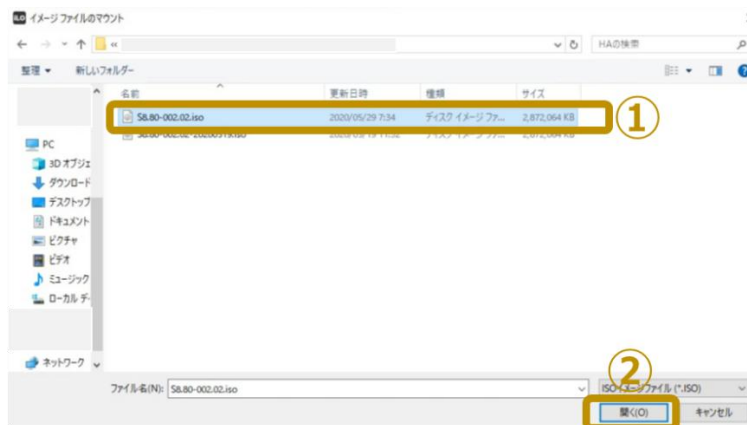 iLO イメージ ファイルのマウント
« HAの検索
整理 新しいフォルダー
名前 更新日時 種類 サイズ
S8.80-002.02.iso 2020/05/29 7:34 ディスク イメージ ファ... 2,872,064 KB
①
PC
3D オブジェ
ダウンロード
デスクトップ
ドキュメント
ピクチャ
ビデオ
ミュージック
ローカル デ
ネットワーク
②
ファイル名(N): S8.80-002.02.iso ISOイメージファイル (*.ISO)
開く(O) キャンセル